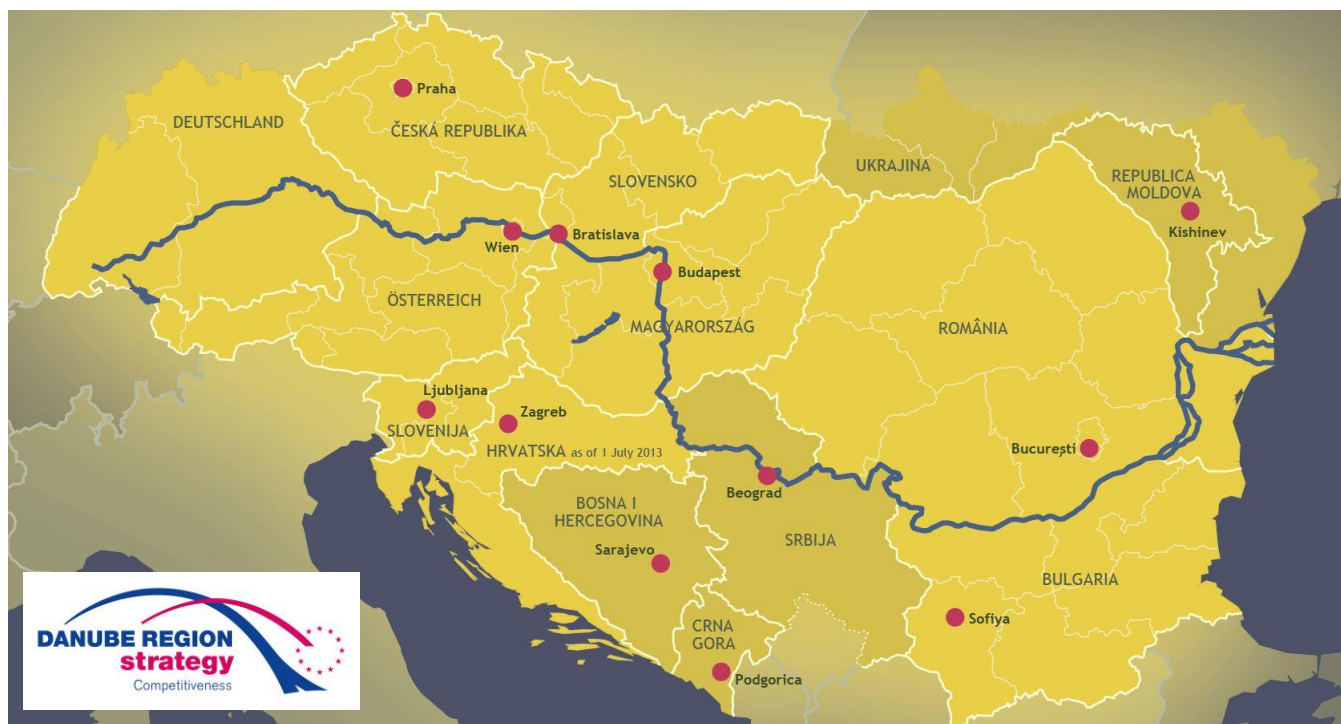 Praha
DEUTSCHLAND
ČESKÁ REPUBLIKA
UKRAJINA
SLOVENSKO
REPUBLICA
MOLDOVA
Kishinev
Wien
Bratislava
Budapest
ÖSTERREICH
MAGYARORSZÁG
ROMÂNIA
Ljubljana
Zagreb
SLOVENIJA
HRVATSKA as of 1 July 2013
București
Beograd
BOSNA I
HERCEGOVINA
SRBIJA
Sarajevo
BULGARIA
Sofiya
CRNA
GORA
Podgorica
DANUBE REGION
strategy
Competitiveness